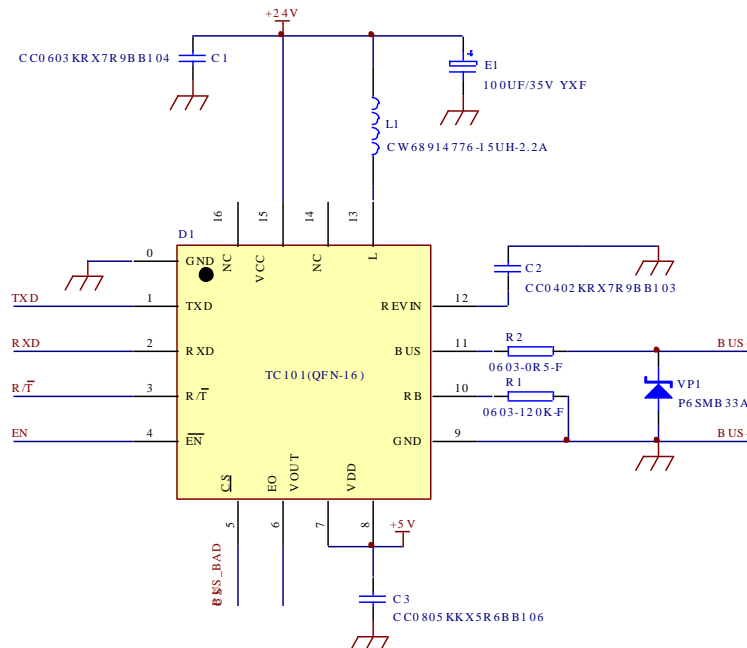 +24V
CC0603KRX7R9BB104 C1
E1
100UF/35V YXF
L1
CW68914776-15UH-2.2A
16 15 14 13
D1
NC VCC NC L
0 GND
C2
CC0402KRX7R9BB103
TXD 1 TXD
REVIN 12
RXD 2 RXD
BUS 11 R2 BUS
0603-0R5-F
TC101(QFN-16)
R/T 3 R/T
RB 10 R1
0603-120K-F
VP1
P6SMB33A
EN 4 EN
GND 9 BUS
CS EO VOUT VDD
5 6 7 8
+5V
BUS_BAD
C3
CC0805KKX5R6BB106